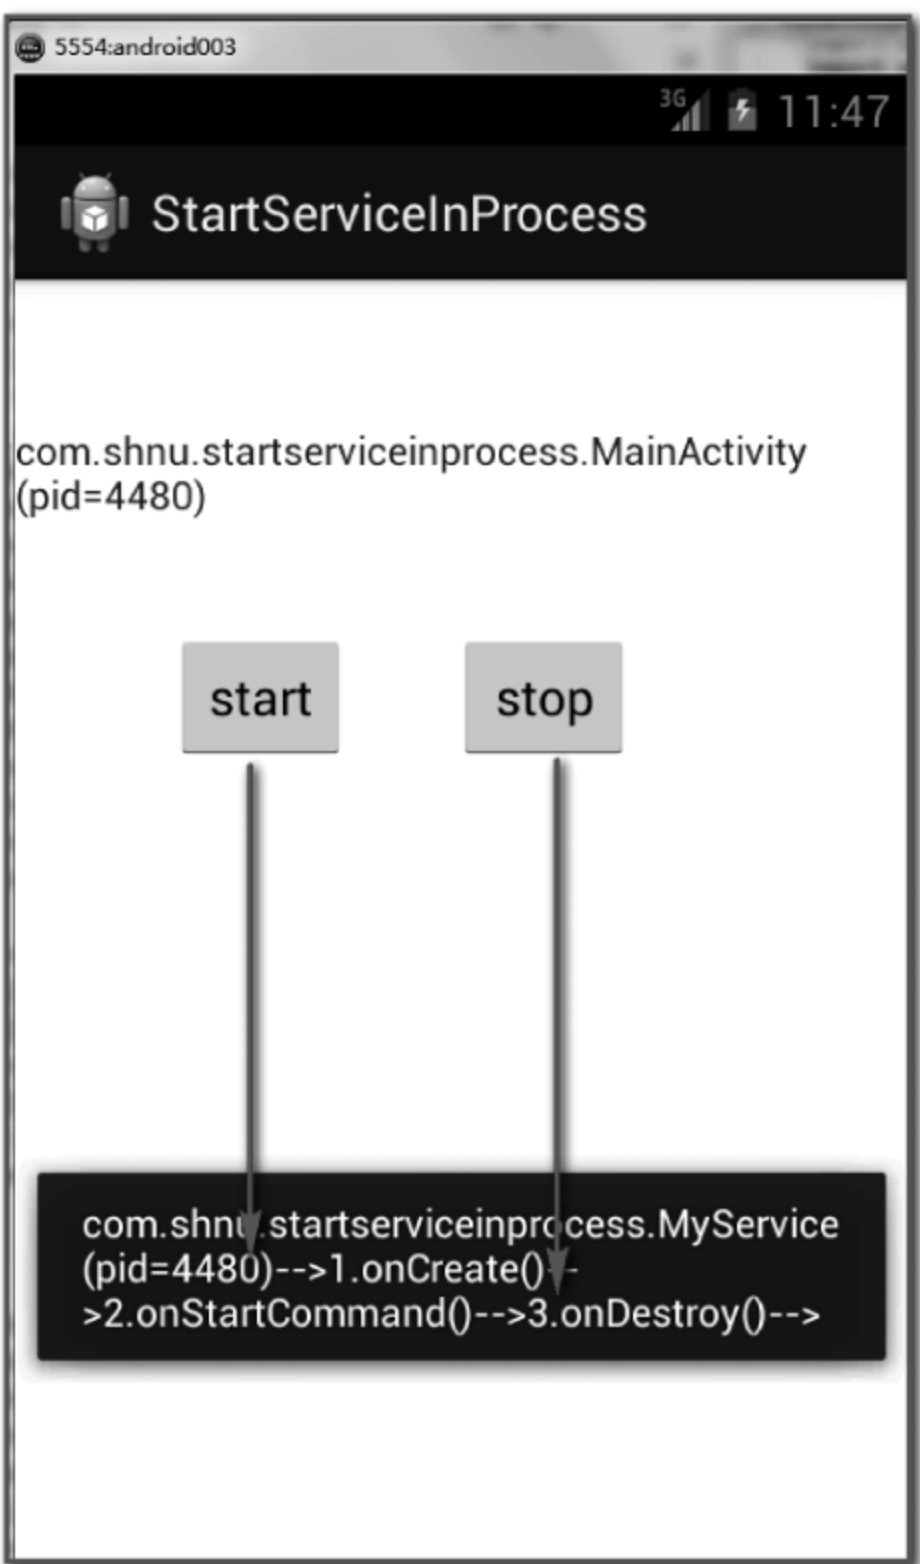 5554:android003
3G 11:47
StartServiceInProcess
com.shnu.startserviceinprocess.MainActivity
(pid=4480)
start stop
com.shnu.startserviceinprocess.MyService
(pid=4480)-->1.onCreate()--
>2.onStartCommand()-->3.onDestroy()-->